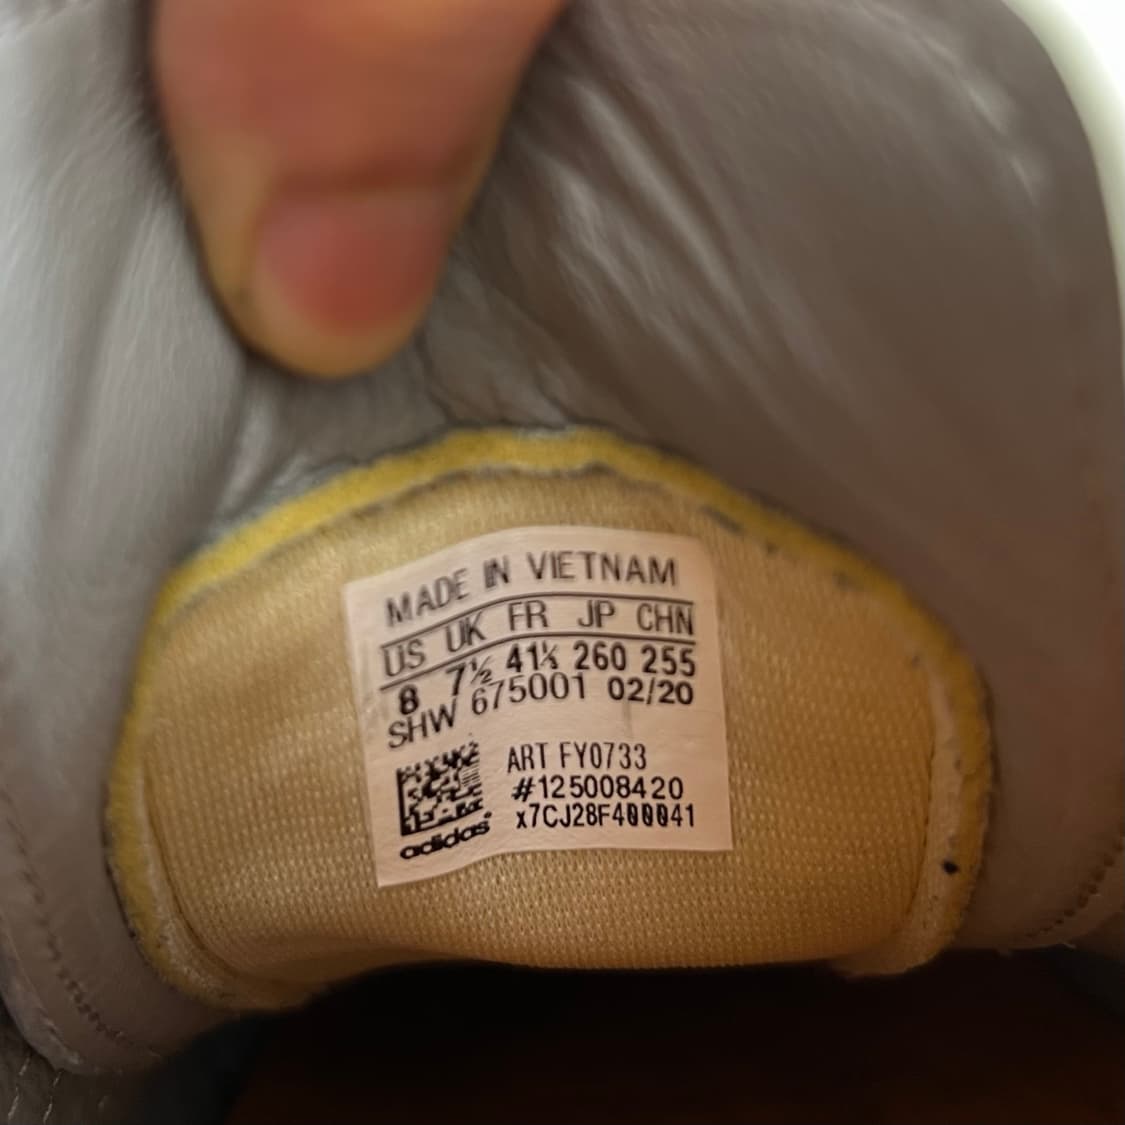 MADE IN VIETNAM
US UK FR JP CHN
8 7½ 41⅓ 260 255
SHW 675001 02/20
ART FY0733
#125008420
x7CJ28F400041
adidas